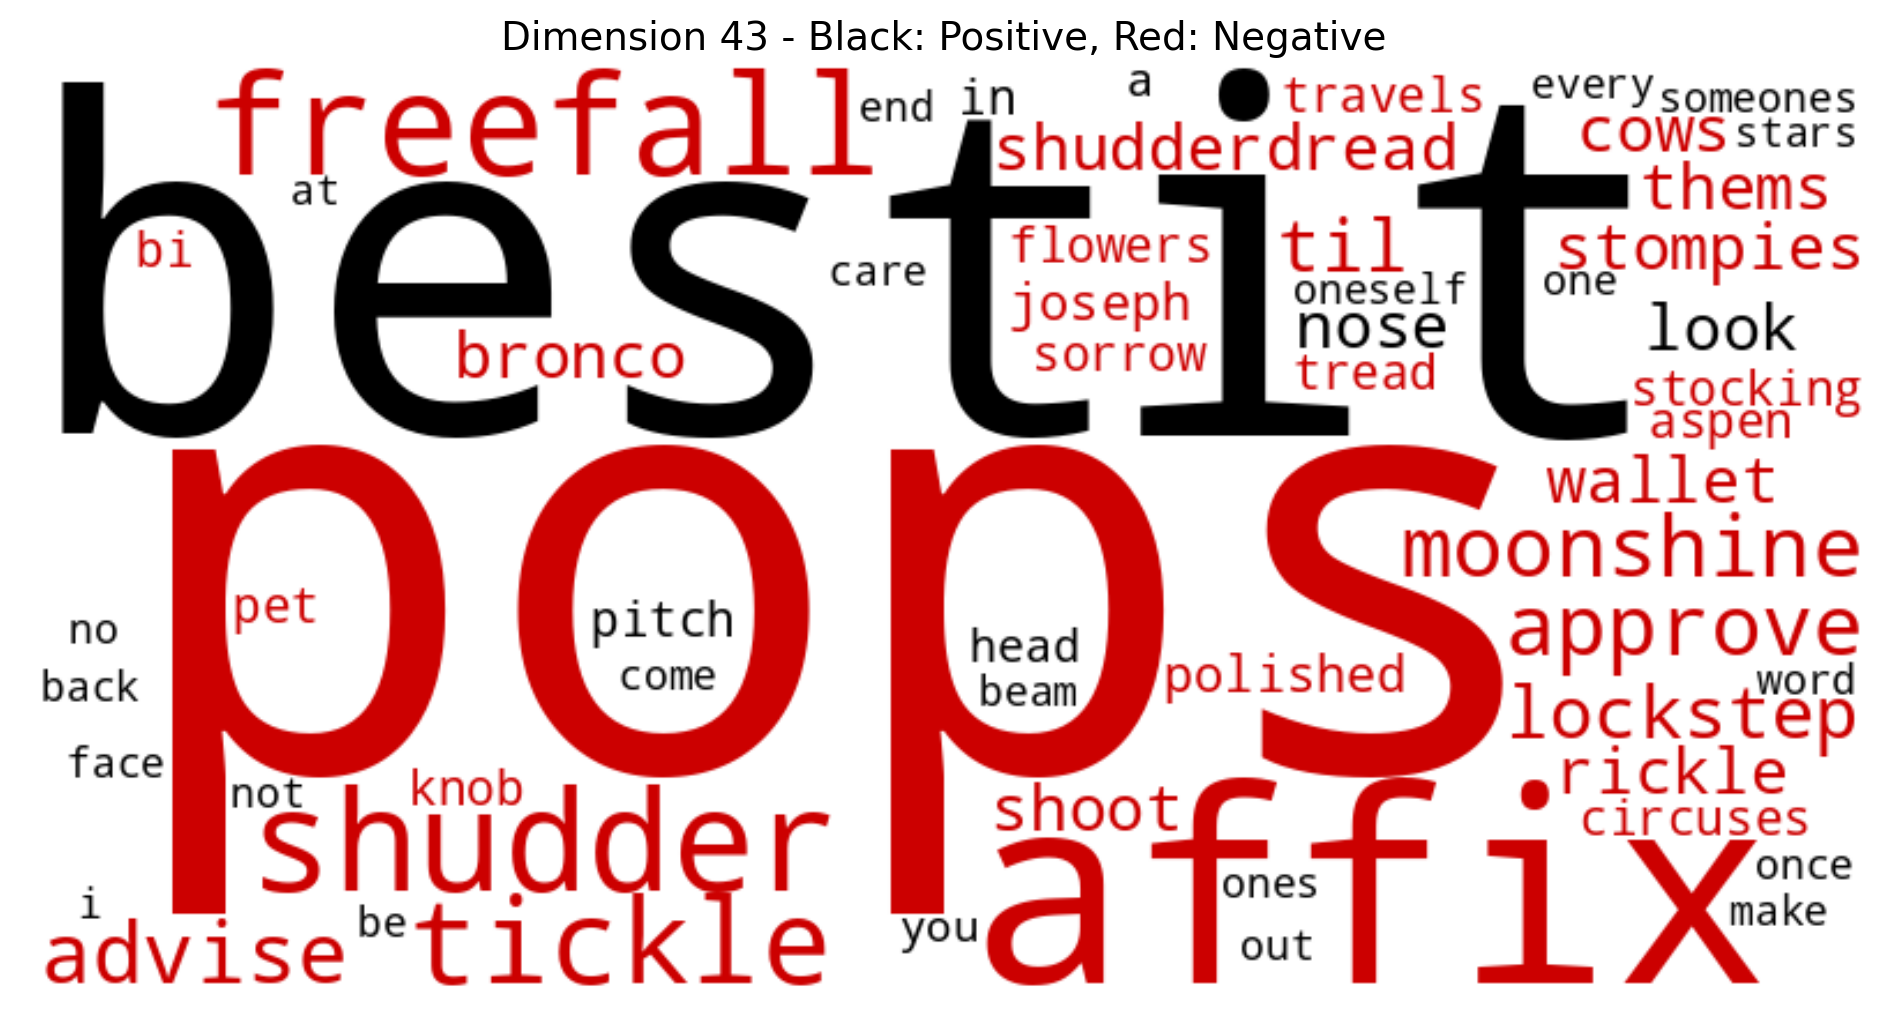 Dimension 43 - Black: Positive, Red: Negative
freefall
end
in
a
travels
every
someones
cows
stars
shudderdread
at
bestit
thems
bi
care
flowers
til
stompies
oneself
one
joseph
nose
look
bronco
sorrow
tread
stocking
aspen
pops
wallet
moonshine
pet
pitch
no
head
approve
come
back
beam
polished
word
lockstep
face
not
knob
rickle
shudder
shoot
circuses
affix
ones
once
i
be
you
make
advise
tickle
out